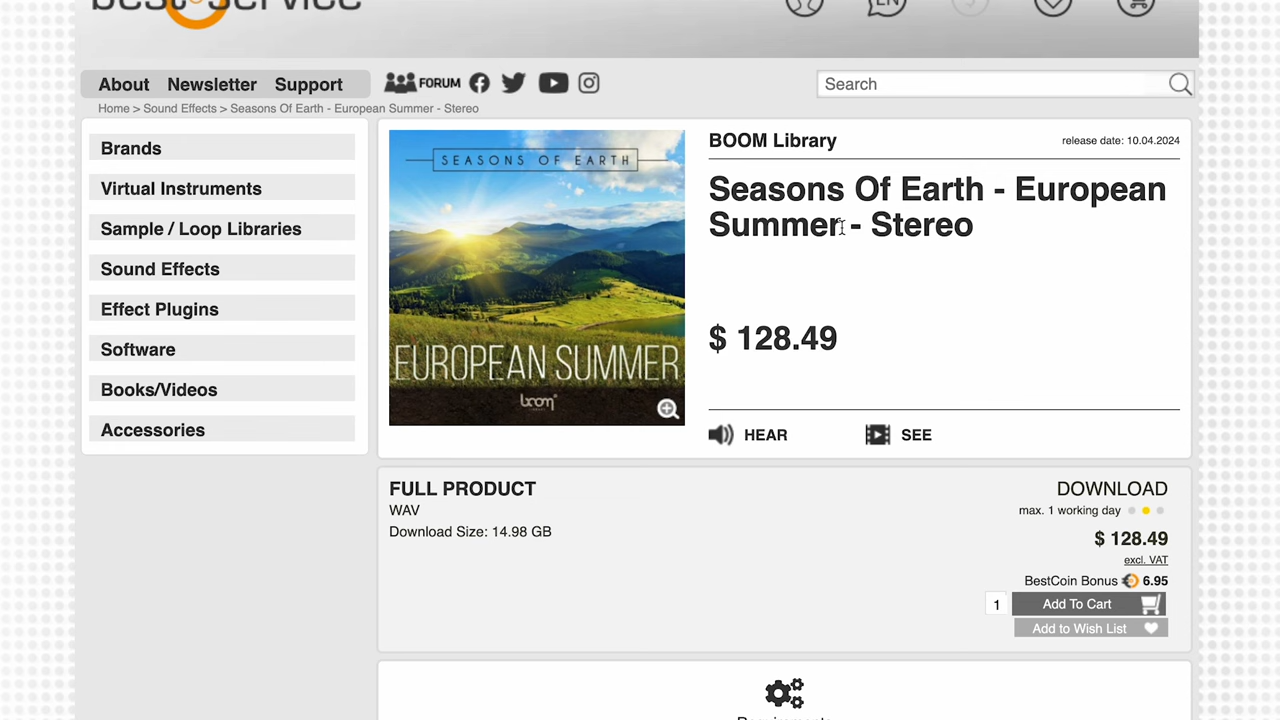 best service
EN
About
Newsletter
Support
FORUM
Search
Home > Sound Effects > Seasons Of Earth - European Summer - Stereo
Brands
Virtual Instruments
Sample / Loop Libraries
Sound Effects
Effect Plugins
Software
Books/Videos
Accessories
SEASONS OF EARTH
EUROPEAN SUMMER
boom
BOOM Library
release date: 10.04.2024
Seasons Of Earth - European
Summer - Stereo
$ 128.49
HEAR
SEE
FULL PRODUCT
WAV
Download Size: 14.98 GB
DOWNLOAD
max. 1 working day
$ 128.49
excl. VAT
BestCoin Bonus 6.95
1
Add To Cart
Add to Wish List
Requirements